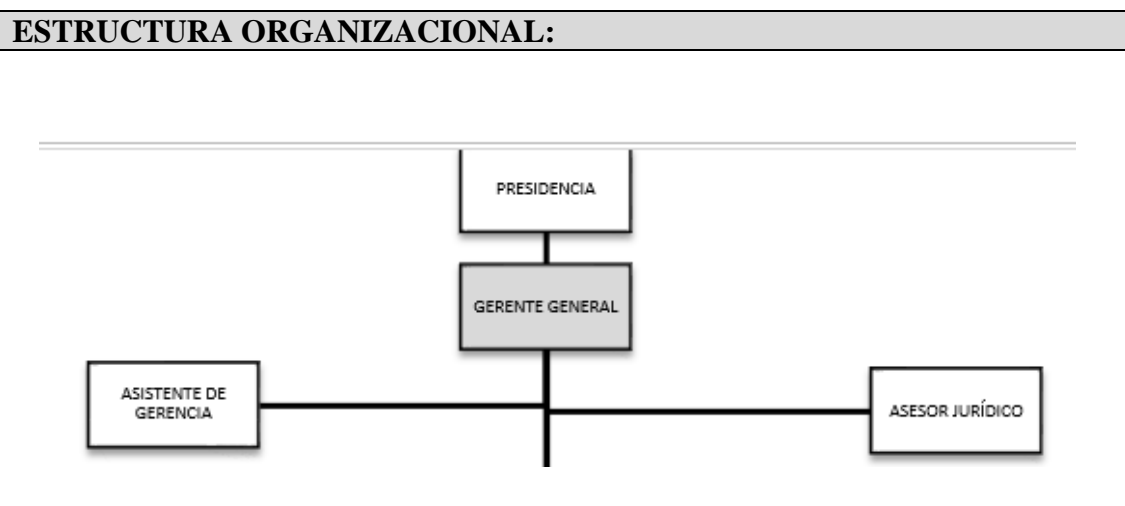 ESTRUCTURA ORGANIZACIONAL:
PRESIDENCIA
GERENTE GENERAL
ASISTENTE DE
GERENCIA
ASESOR JURÍDICO